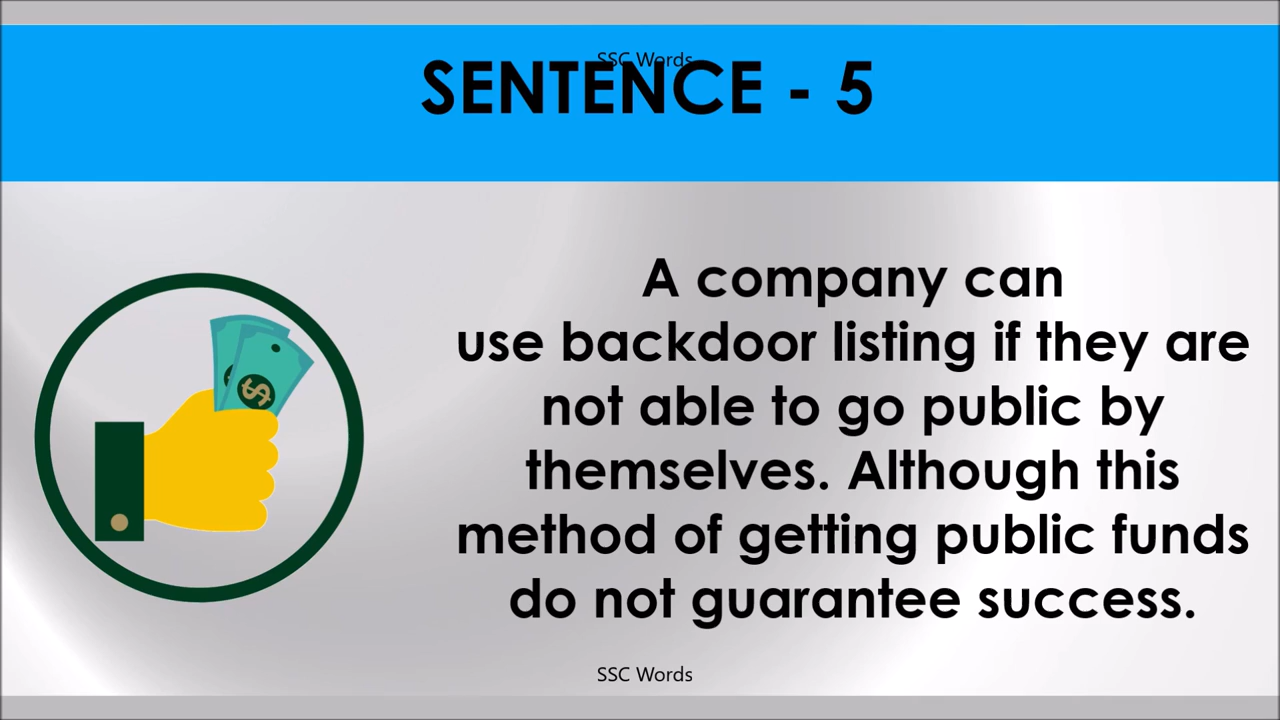 SSC Words
SENTENCE - 5
A company can
use backdoor listing if they are
not able to go public by
themselves. Although this
method of getting public funds
do not guarantee success.
SSC Words